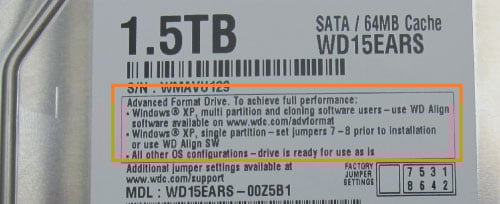 1.5TB
SATA / 64MB Cache
WD15EARS
S/N: WMAVU129
Advanced Format Drive. To achieve full performance:
• Windows® XP, multi partition and cloning software users – use WD Align
software available on www.wdc.com/advformat
• Windows® XP, single partition – set jumpers 7 – 8 prior to installation
or use WD Align SW
• All other OS configurations – drive is ready for use as is
Additional jumper settings available at
www.wdc.com/support
MDL: WD15EARS – 00Z5B1
FACTORY
JUMPER
SETTINGS
7 5 3 1
8 6 4 2